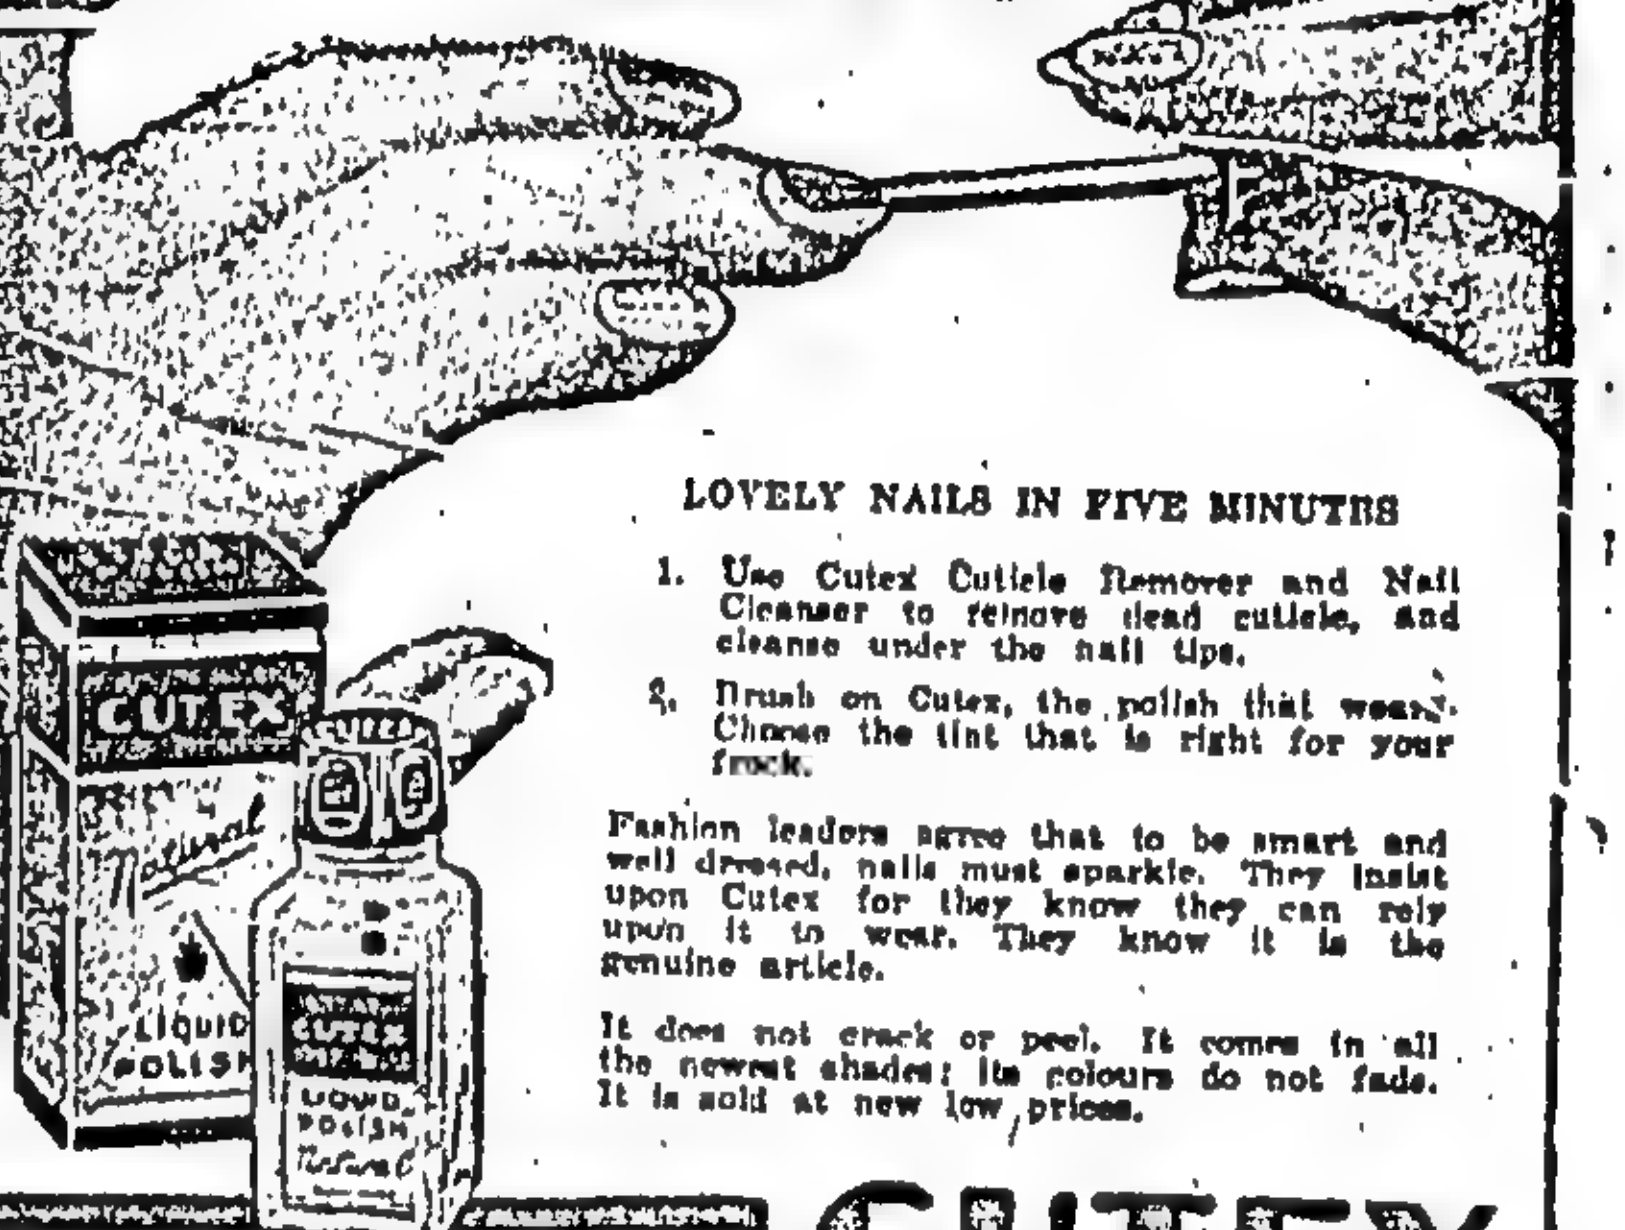 LOVELY NAILS IN FIVE MINUTES
1. Use Cutex Cuticle Remover and Nail
Cleanser to remove dead cuticle, and
cleanse under the nail tips.
2. Brush on Cutex, the polish that wears.
Choose the tint that is right for your
frock.
Fashion leaders agree that to be smart and
well dressed, nails must sparkle. They insist
upon Cutex for they know they can rely
upon it to wear. They know it is the
genuine article.
It does not crack or peel. It comes in all
the newest shades; its colours do not fade.
It is sold at new low prices.
CUTEX
Natural
LIQUID
POLISH
CUTEX
CUTEX
LIQUID
POLISH
Natural
CUTEX